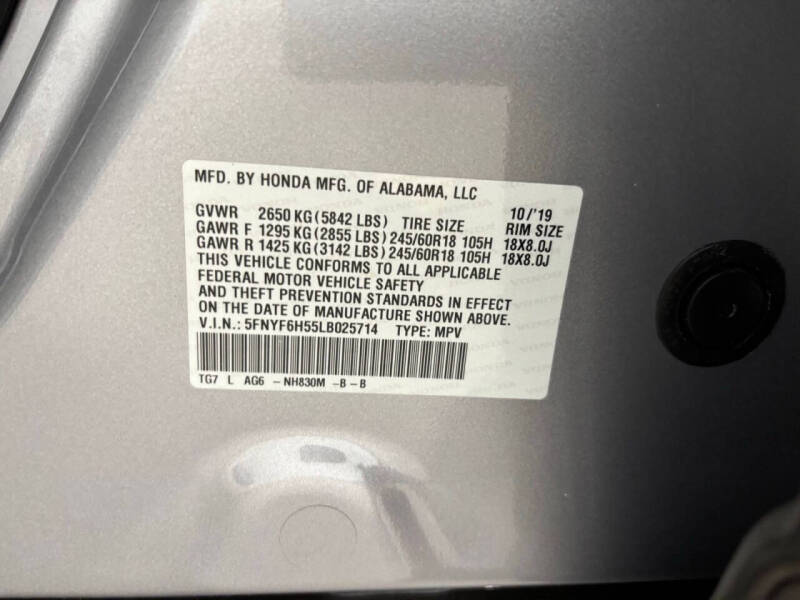 MFD. BY HONDA MFG. OF ALABAMA, LLC
10/'19
GVWR 2650 KG(5842 LBS) TIRE SIZE RIM SIZE
GAWR F 1295 KG(2855 LBS)245/60R18 105H 18X8.0J
GAWR R 1425 KG(3142 LBS)245/60R18 105H 18X8.0J
THIS VEHICLE CONFORMS TO ALL APPLICABLE
FEDERAL MOTOR VEHICLE SAFETY
AND THEFT PREVENTION STANDARDS IN EFFECT
ON THE DATE OF MANUFACTURE SHOWN ABOVE.
V.I.N.: 5FNYF6H55LB025714 TYPE: MPV
TG7 L AG6 -NH830M -B-B